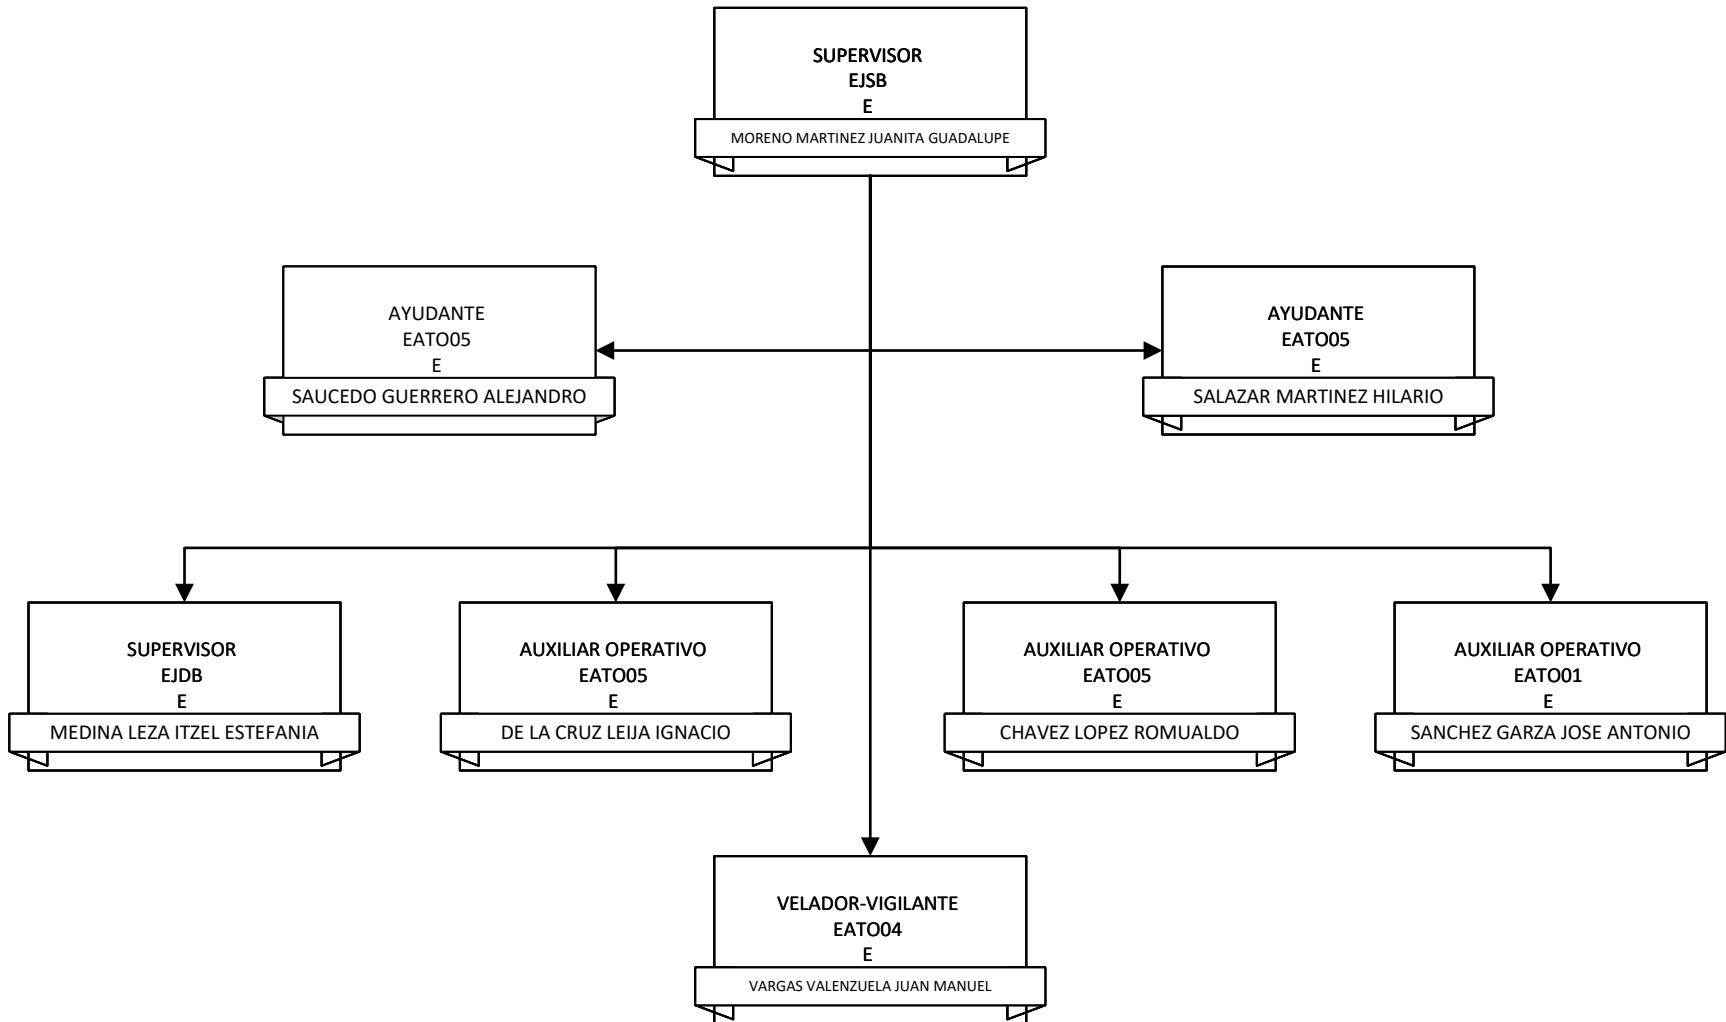 SUPERVISOR
EJSB
E
MORENO MARTINEZ JUANITA GUADALUPE
AYUDANTE
EATO05
E
SAUCEDO GUERRERO ALEJANDRO
AYUDANTE
EATO05
E
SALAZAR MARTINEZ HILARIO
SUPERVISOR
EJDB
E
MEDINA LEZA ITZEL ESTEFANIA
AUXILIAR OPERATIVO
EATO05
E
DE LA CRUZ LEIJA IGNACIO
AUXILIAR OPERATIVO
EATO05
E
CHAVEZ LOPEZ ROMUALDO
AUXILIAR OPERATIVO
EATO01
E
SANCHEZ GARZA JOSE ANTONIO
VELADOR-VIGILANTE
EATO04
E
VARGAS VALENZUELA JUAN MANUEL